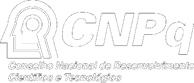 CNPq
Conselho Nacional de Desenvolvimento
Científico e Tecnológico